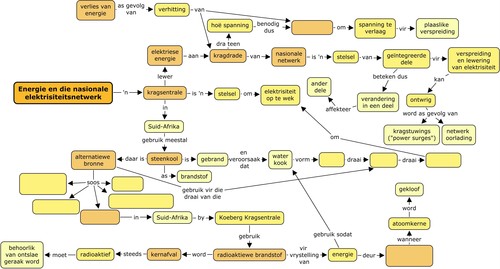 verlies van energie
as gevolg van
verhitting
van
hoë spanning
benodig dus
om
spanning te verlaag
vir
plaaslike verspreiding
dra teen
elektriese energie
aan
kragdrade
van
nasionale netwerk
is 'n
stelsel
van
geïntegreerde dele
vir
verspreiding en lewering van elektrisiteit
beteken dus
kan
ander dele
affekteer
verandering in een deel
ontwrig
word as gevolg van
kragstuwings ("power surges")
netwerk oorlading
lewer
Energie en die nasionale elektrisiteitsnetwerk
'n
kragsentrale
is 'n
stelsel
om
elektrisiteit op te wek
in
Suid-Afrika
gebruik meestal
om
alternatiewe bronne
daar is
steenkool
is
gebrand
en veroorsaak dat
water kook
vorm
draai
draai
as
brandstof
soos
gebruik vir die draai van die
gekloof
word
atoomkerne
wanneer
in
Suid-Afrika
by
Koeberg Kragsentrale
gebruik
gebruik sodat
behoorlik van ontslae geraak word
moet
radioaktief
steeds
kernafval
word
radioaktiewe brandstof
vir vrystelling van
energie
deur